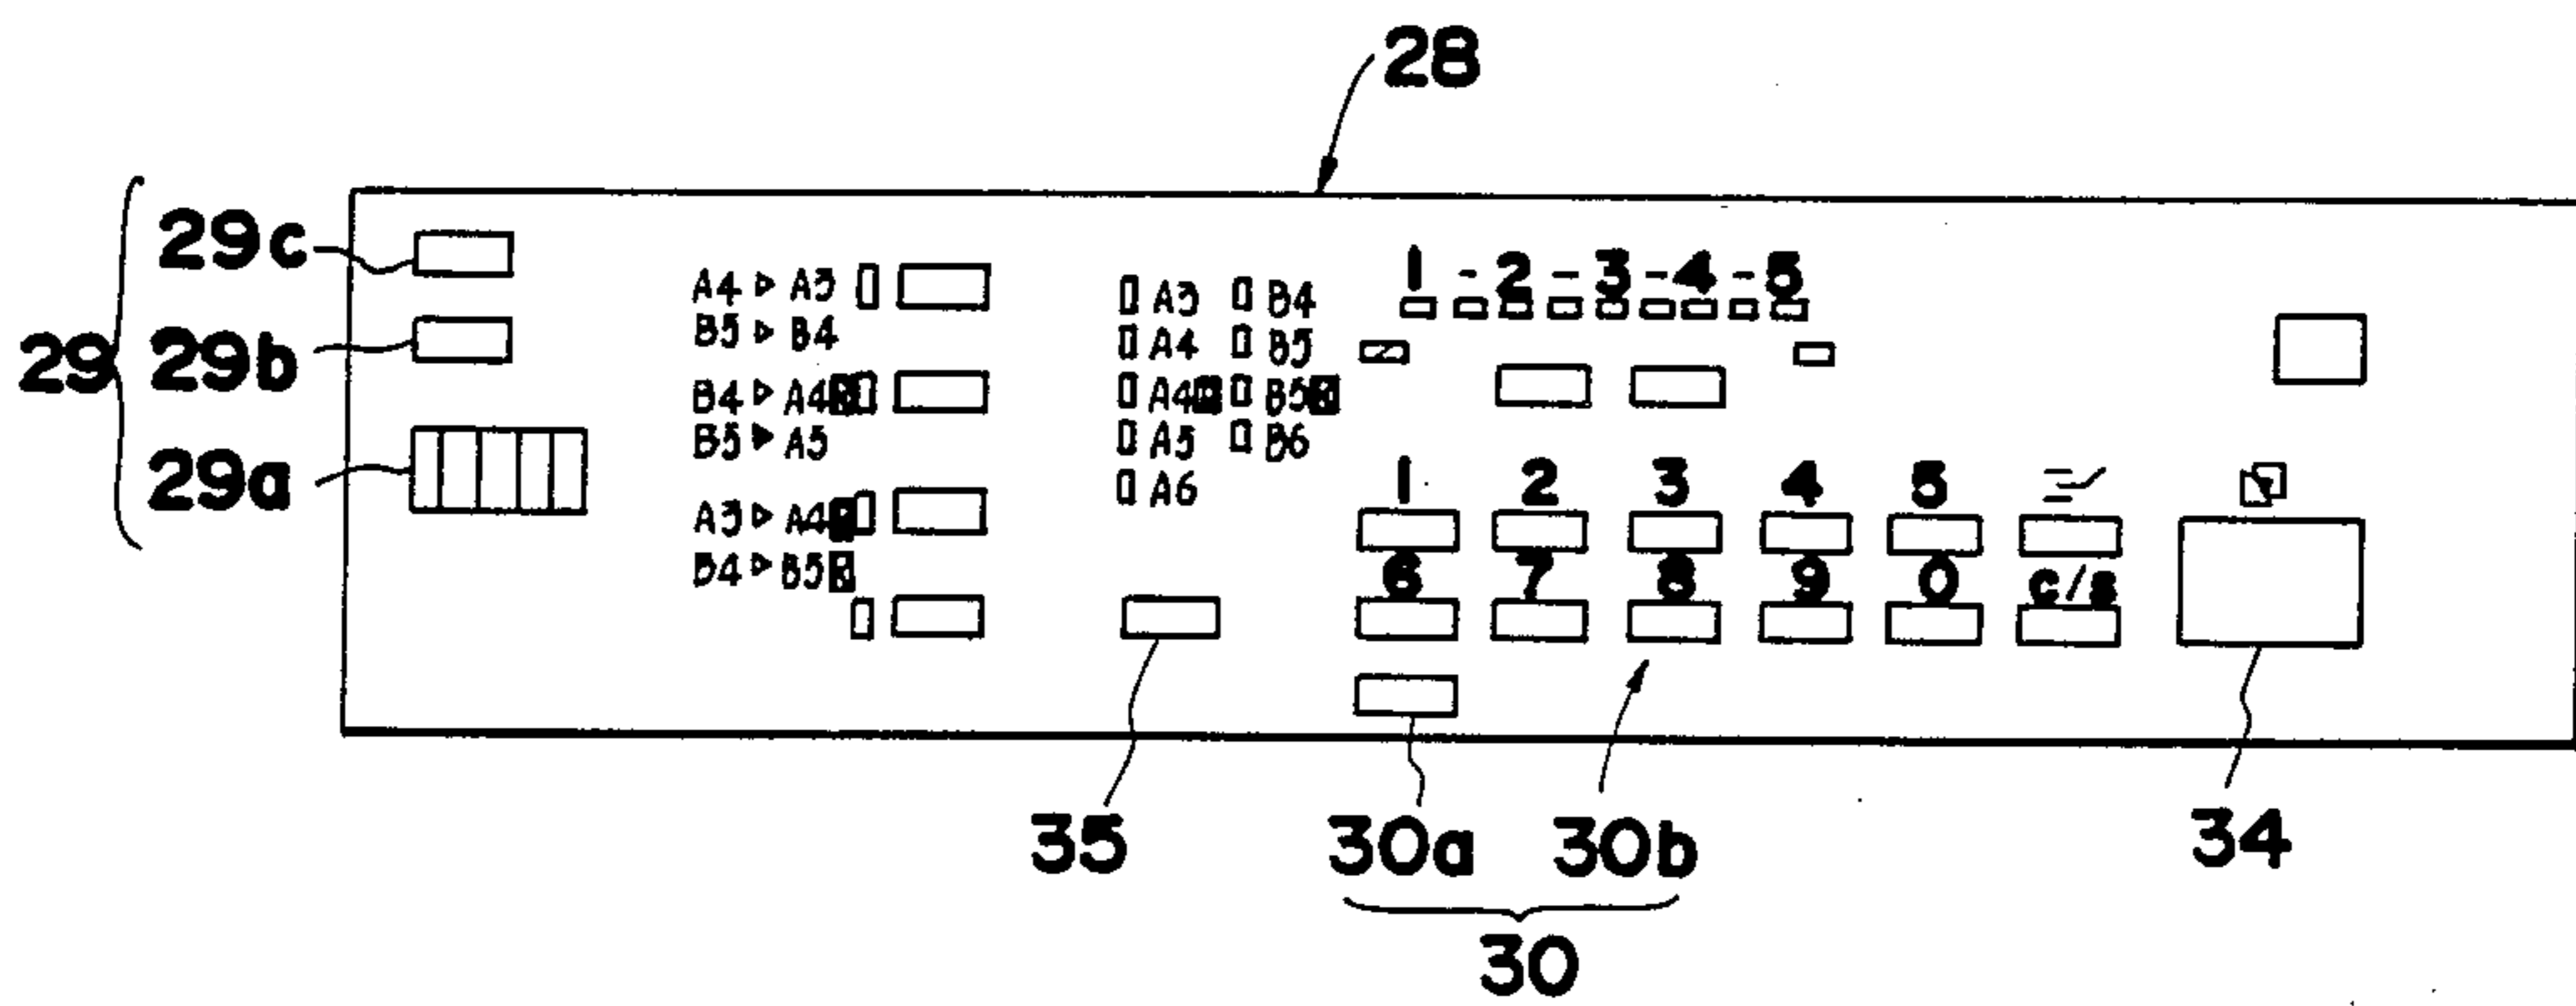 28
29
29c
29b
29a
A4 ▷ A3
B5 ▷ B4
B4 ▷ A4
B5 ▶ A5
A3 ▷ A4
B4 ▷ B5
A3 B4
A4 B5
A4 B5
A5 B6
A6
1 - 2 - 3 - 4 - 5
1 2 3 4 5
6 7 8 9 0 c/s
35
30a 30b
30
34